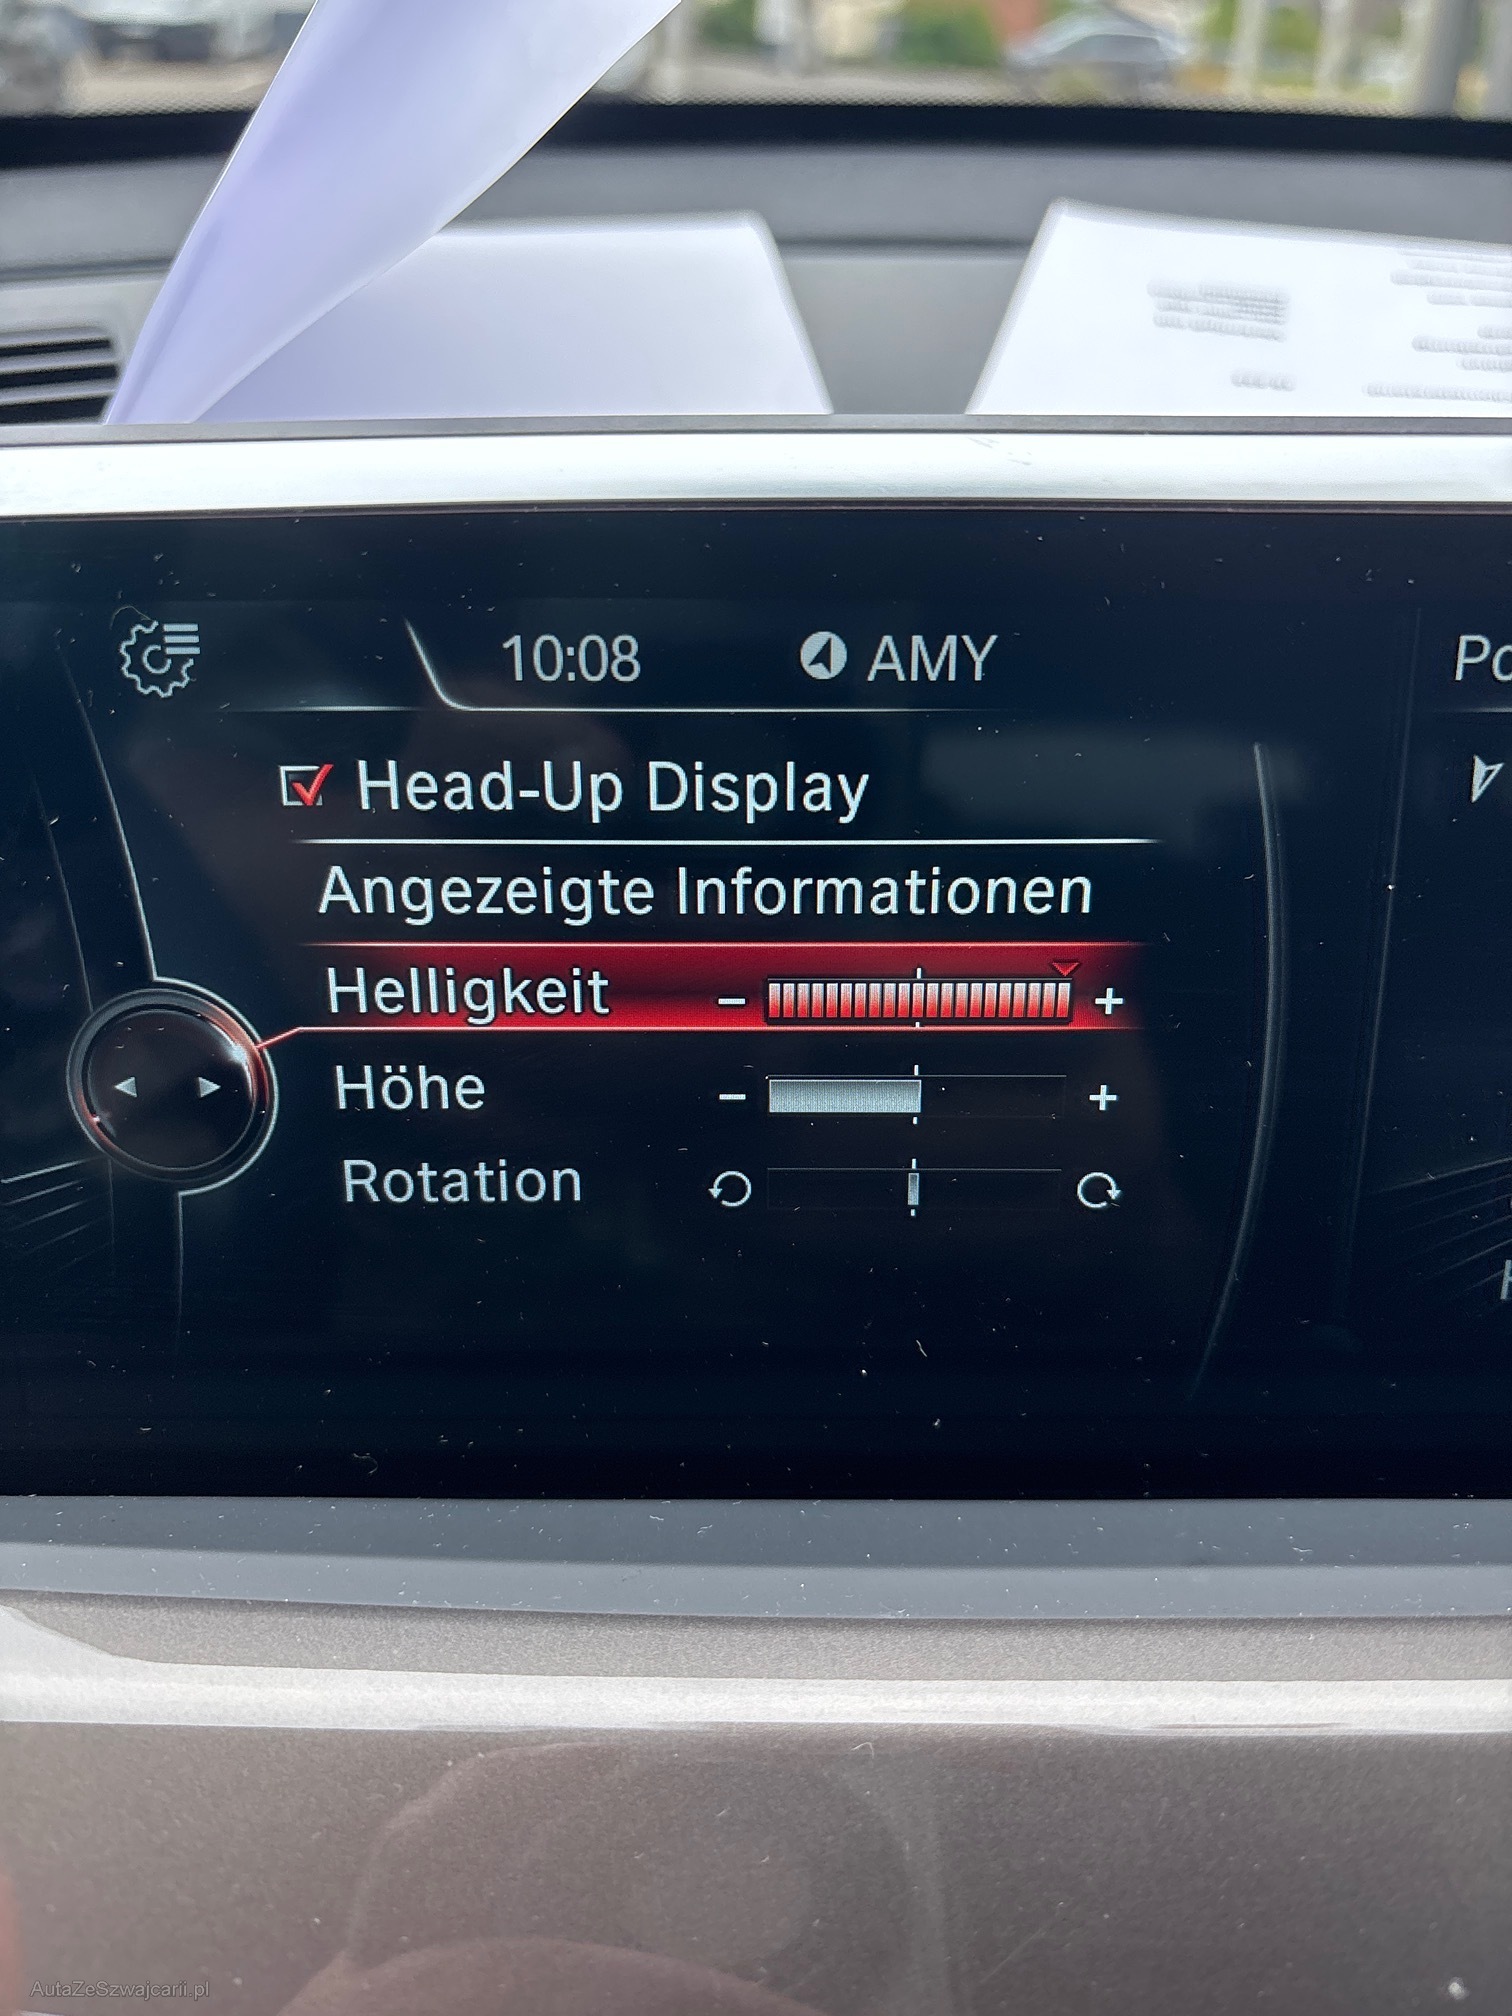 10:08 AMY
Head-Up Display
Angezeigte Informationen
Helligkeit - +
Höhe - +
Rotation
AutaZeSzwajcarii.pl